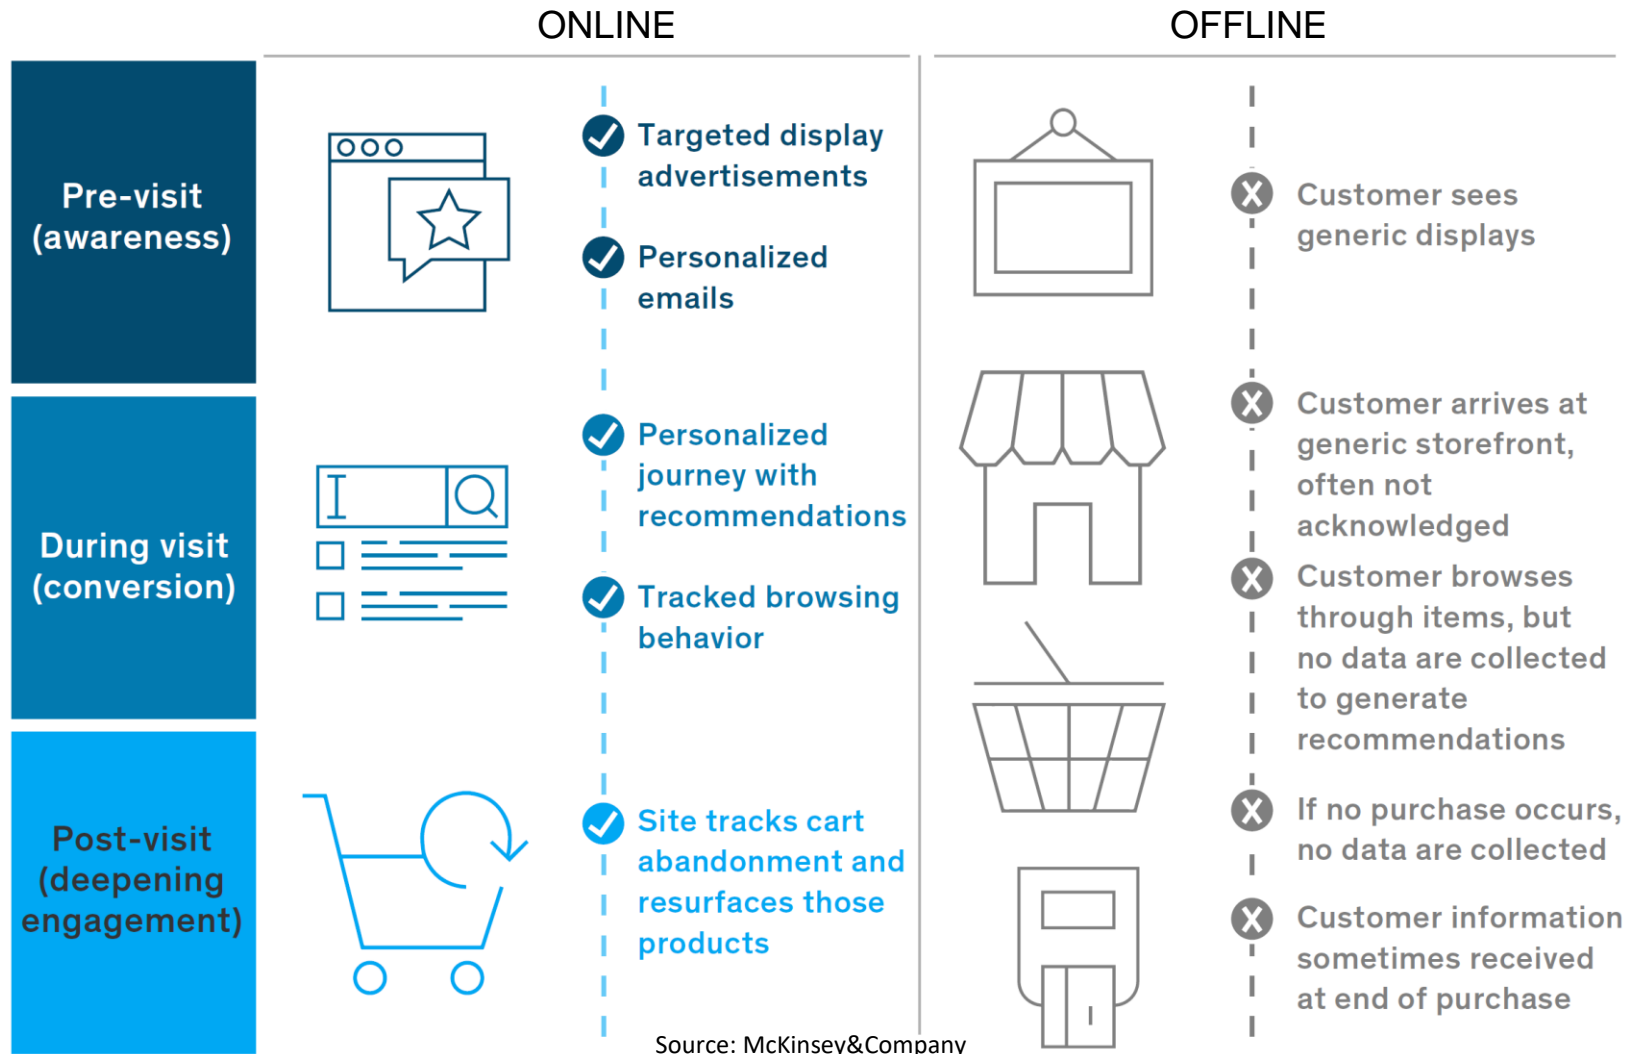 ONLINE
OFFLINE
Pre-visit
(awareness)
Targeted display
advertisements
Personalized
emails
Customer sees
generic displays
During visit
(conversion)
Personalized
journey with
recommendations
Tracked browsing
behavior
Customer arrives at
generic storefront,
often not
acknowledged
Customer browses
through items, but
no data are collected
to generate
recommendations
Post-visit
(deepening
engagement)
Site tracks cart
abandonment and
resurfaces those
products
If no purchase occurs,
no data are collected
Customer information
sometimes received
at end of purchase
Source: McKinsey&Company